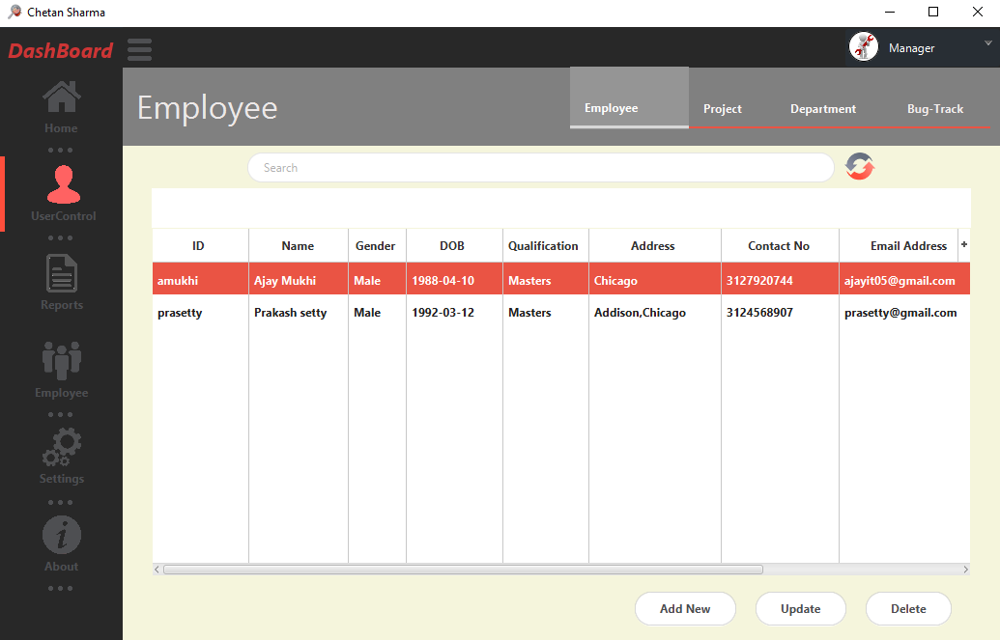 Chetan Sharma
DashBoard
Manager
Home
UserControl
Reports
Employee
Settings
About
Employee
Employee Project Department Bug-Track
Search
ID Name Gender DOB Qualification Address Contact No Email Address +
amukhi Ajay Mukhi Male 1988-04-10 Masters Chicago 3127920744 ajayit05@gmail.com
prasetty Prakash setty Male 1992-03-12 Masters Addison,Chicago 3124568907 prasetty@gmail.com
Add New Update Delete